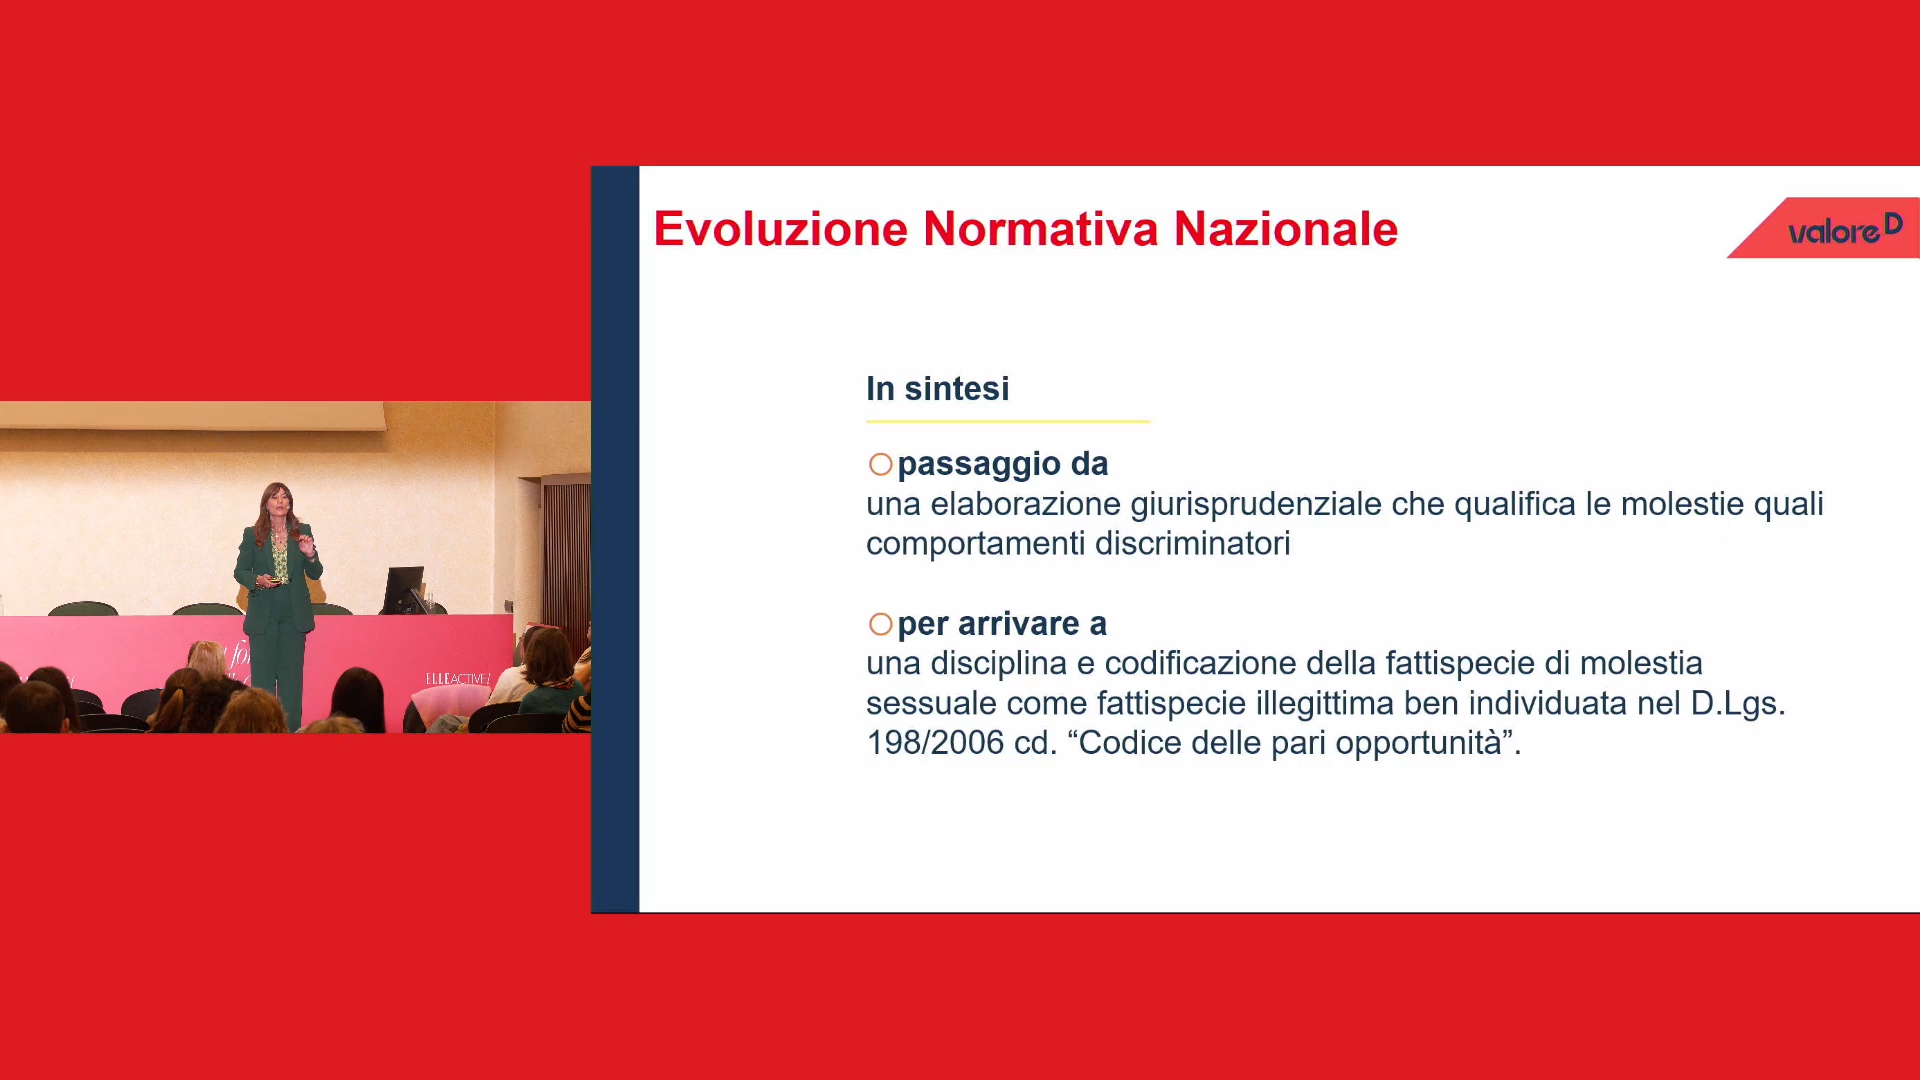 Evoluzione Normativa Nazionale
valoreD
In sintesi
passaggio da
una elaborazione giurisprudenziale che qualifica le molestie quali
comportamenti discriminatori
per arrivare a
una disciplina e codificazione della fattispecie di molestia
sessuale come fattispecie illegittima ben individuata nel D.Lgs.
198/2006 cd. “Codice delle pari opportunità”.
ELLEACTIVE!